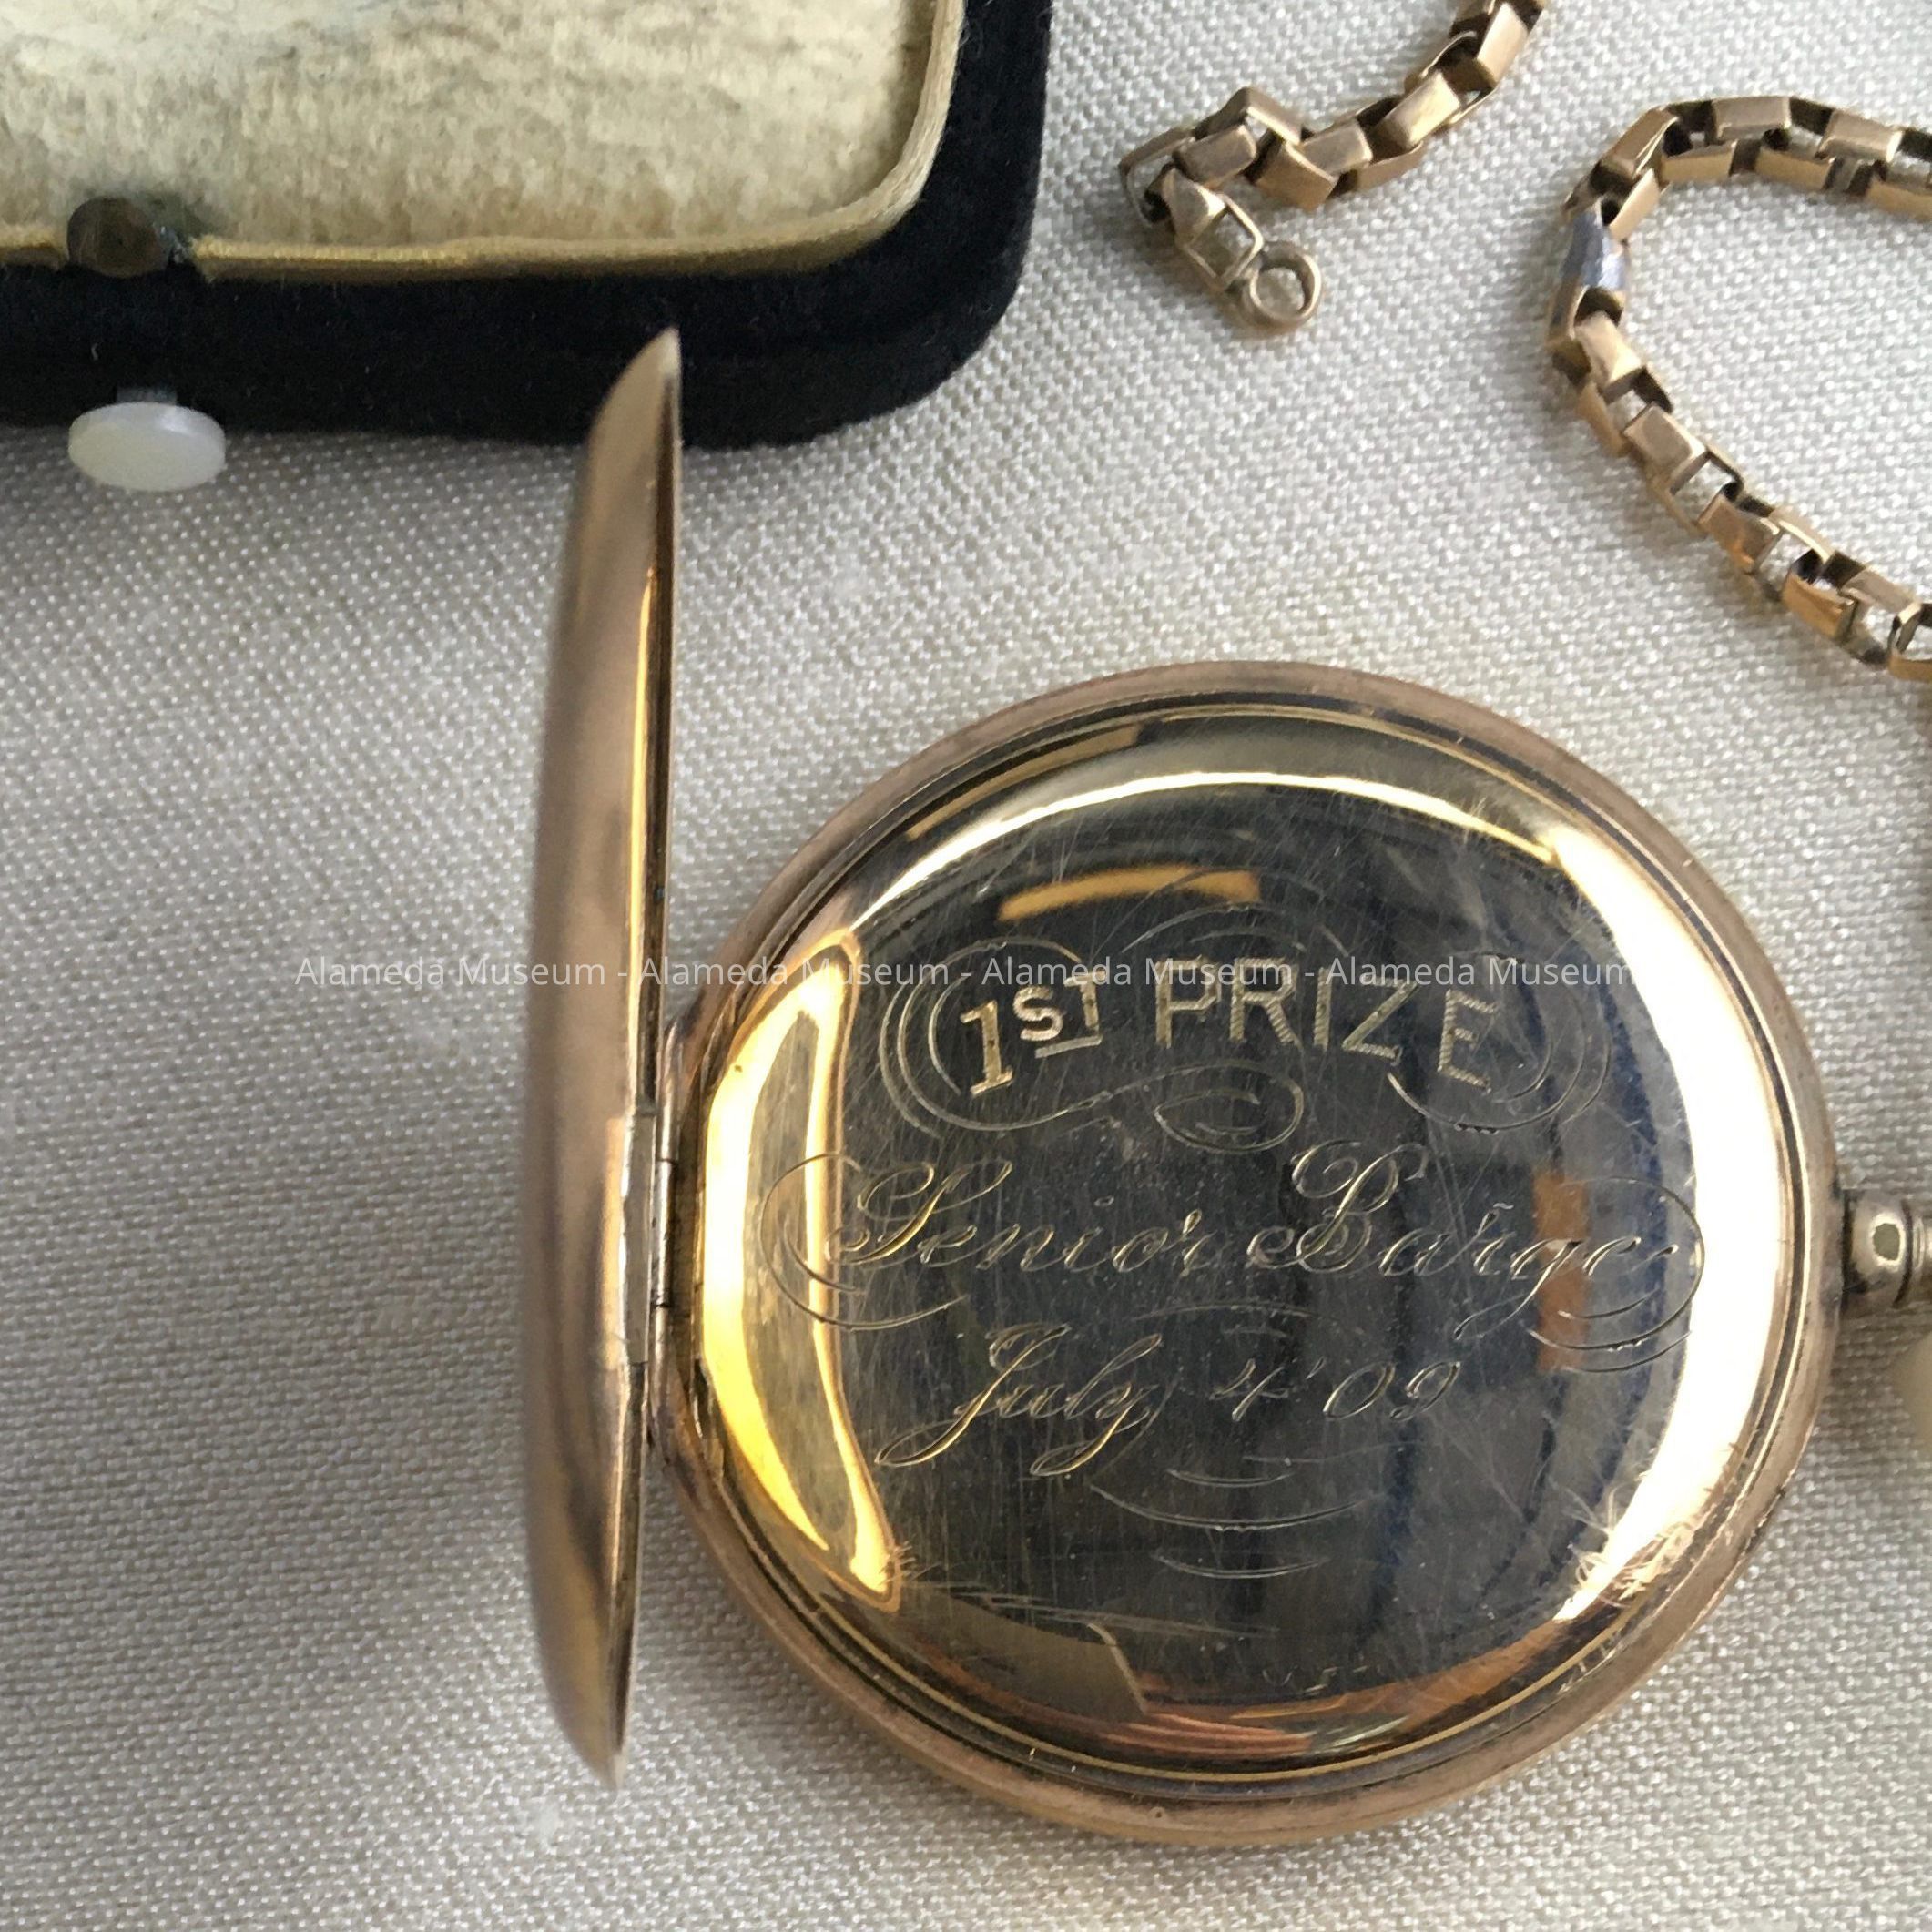 Alameda Museum - Alameda Museum - Alameda Museum - Alameda Museum
1ST PRIZE
Senior Barge
July 4 '09